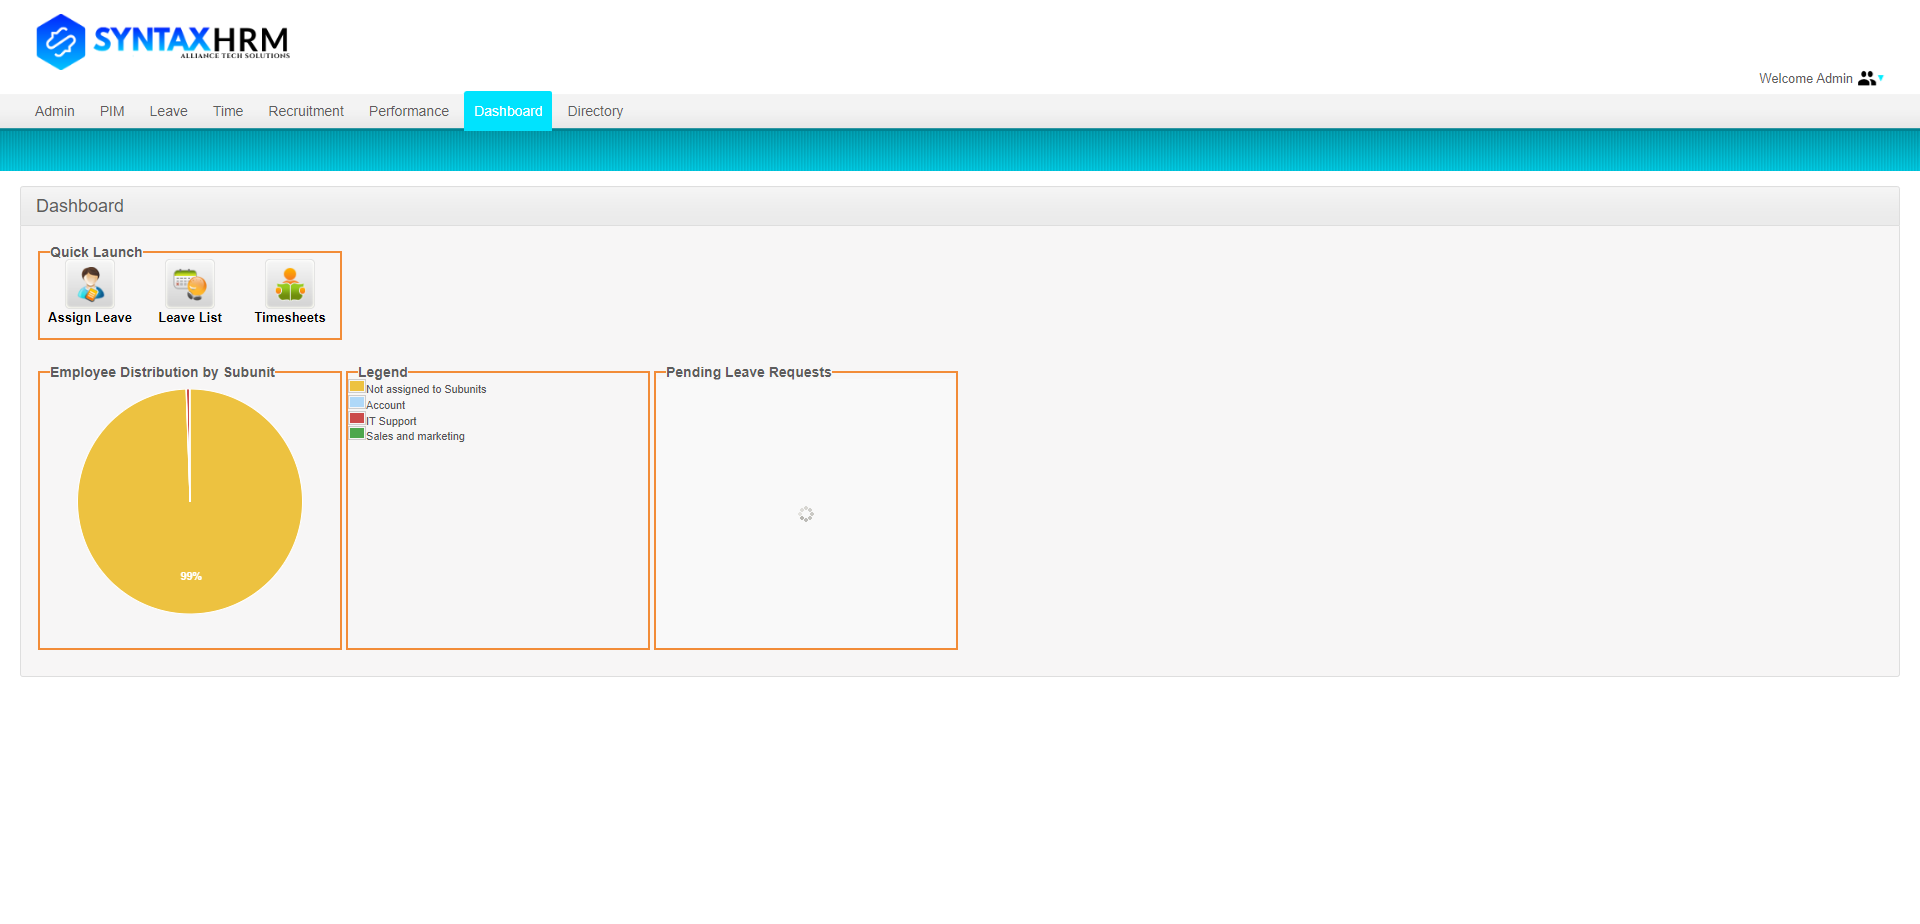 SYNTAXHRM
ALLIANCE TECH SOLUTIONS
Welcome Admin
Admin PIM Leave Time Recruitment Performance Dashboard Directory
Dashboard
Quick Launch
Assign Leave Leave List Timesheets
Employee Distribution by Subunit
99%
Legend
Not assigned to Subunits
Account
IT Support
Sales and marketing
Pending Leave Requests